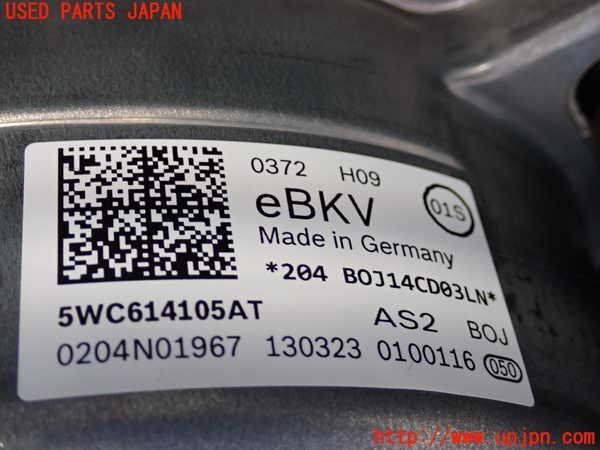 USED PARTS JAPAN
0372 H09
eBKV
01S
Made in Germany
*204 BOJ14CD03LN*
5WC614105AT
AS2 BOJ
0204N01967 130323 0100116 050
http://www.upjpn.com/